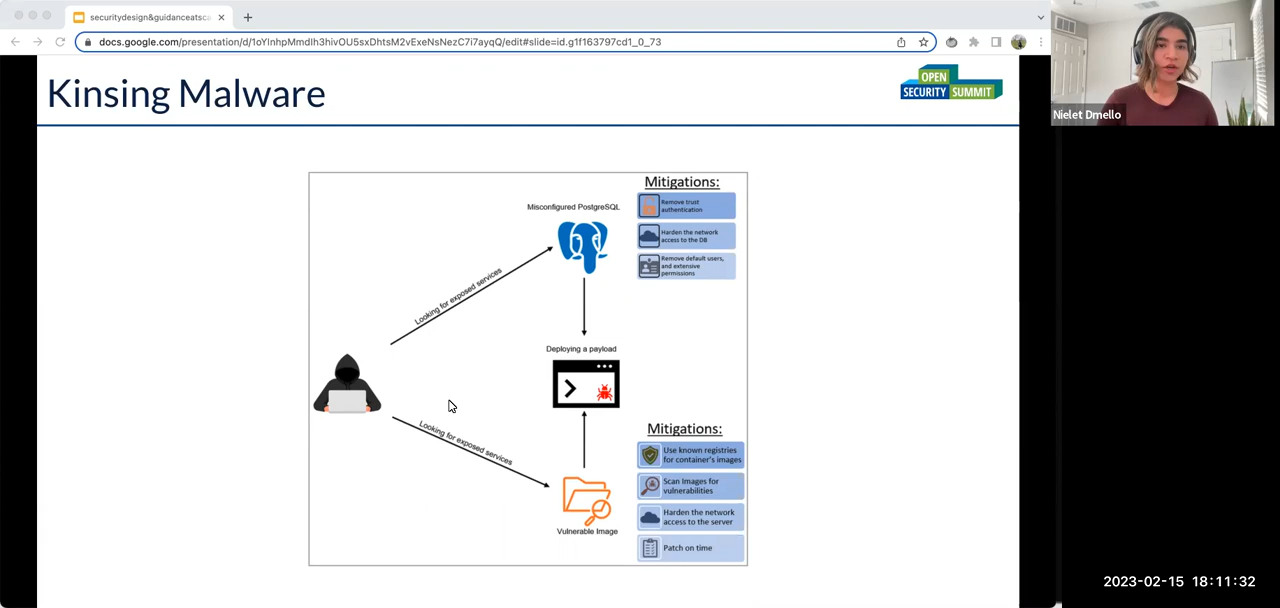 securitydesign&guidanceatsca
docs.google.com/presentation/d/1oYInhpMmdIh3hivOU5sxDhtsM2vExeNsNezC7i7ayqQ/edit#slide=id.g1f163797cd1_0_73
Kinsing Malware
OPEN
SECURITY SUMMIT
Nielet Dmello
Mitigations:
Misconfigured PostgreSQL
Remove trust
authentication
Harden the network
access to the DB
Remove default users,
and extensive
permissions
Looking for exposed services
Deploying a payload
Looking for exposed services
Mitigations:
Use known registries
for container's images
Scan Images for
vulnerabilities
Harden the network
access to the server
Patch on time
Vulnerable Image
2023-02-15 18:11:32